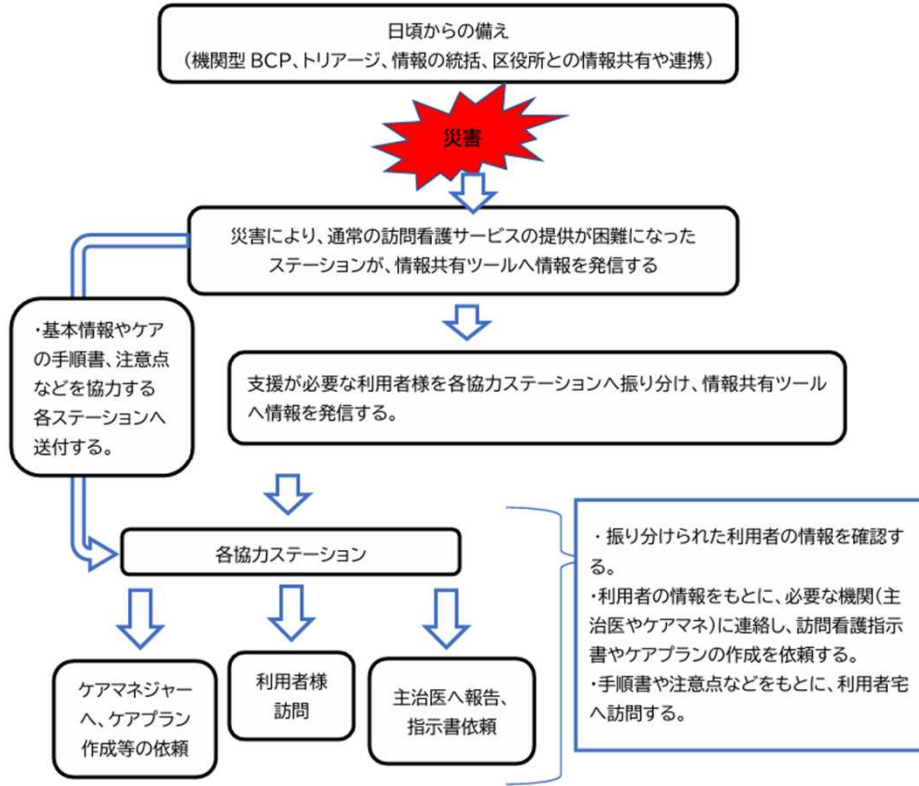 日頃からの備え
（機関型 BCP、トリアージ、情報の統括、区役所との情報共有や連携）
災害
災害により、通常の訪問看護サービスの提供が困難になった
ステーションが、情報共有ツールへ情報を発信する
・基本情報やケア
の手順書、注意点
などを協力する
各ステーションへ
送付する。
支援が必要な利用者様を各協力ステーションへ振り分け、情報共有ツール
へ情報を発信する。
各協力ステーション
・振り分けられた利用者の情報を確認す
る。
・利用者の情報をもとに、必要な機関（主
治医やケアマネ）に連絡し、訪問看護指示
書やケアプランの作成を依頼する。
・手順書や注意点などをもとに、利用者宅
へ訪問する。
ケアマネジャー
へ、ケアプラン
作成等の依頼
利用者様
訪問
主治医へ報告、
指示書依頼